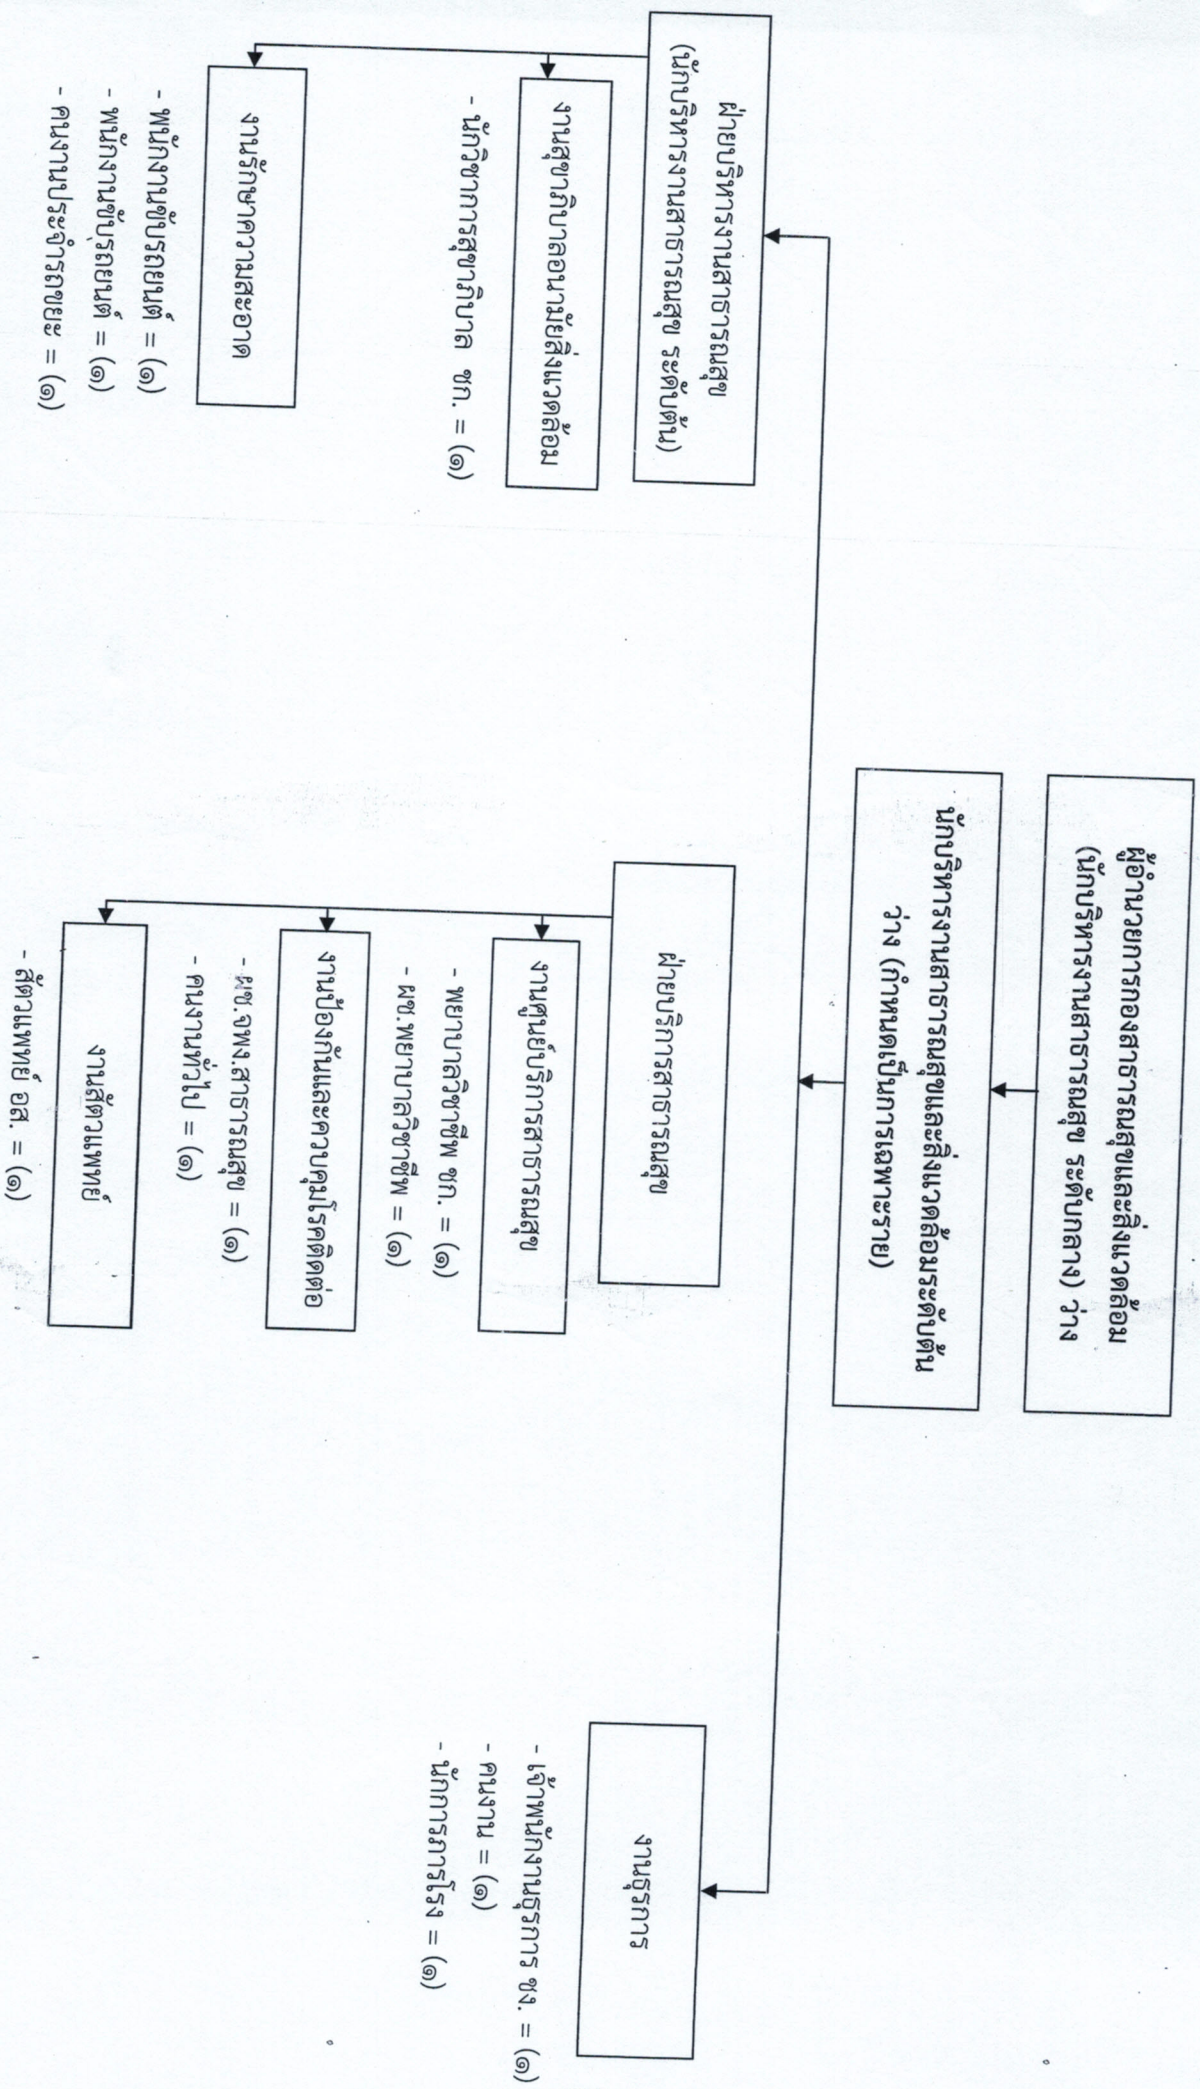 ผู้อำนวยการกองสาธารณสุขและสิ่งแวดล้อม
(นักบริหารงานสาธารณสุข ระดับกลาง) ว่าง
นักบริหารงานสาธารณสุขและสิ่งแวดล้อมระดับต้น
ว่าง (กำหนดเป็นการเฉพาะราย)
ฝ่ายบริหารงานสาธารณสุข
(นักบริหารงานสาธารณสุข ระดับต้น)
งานสุขาภิบาลอนามัยสิ่งแวดล้อม
- นักวิชาการสุขาภิบาล ชก. = (๑)
งานรักษาความสะอาด
- พนักงานขับรถยนต์ = (๑)
- พนักงานขับรถยนต์ = (๑)
- คนงานประจำรถขยะ = (๑)
ฝ่ายบริการสาธารณสุข
งานศูนย์บริการสาธารณสุข
- พยาบาลวิชาชีพ ชก. = (๑)
- ผช.พยาบาลวิชาชีพ = (๑)
งานป้องกันและควบคุมโรคติดต่อ
- ผช.จพง.สาธารณสุข = (๑)
- คนงานทั่วไป = (๑)
งานสัตวแพทย์
- สัตวแพทย์ อส. = (๑)
งานธุรการ
- เจ้าพนักงานธุรการ ชง. = (๑)
- คนงาน = (๑)
- นักการภารโรง = (๑)